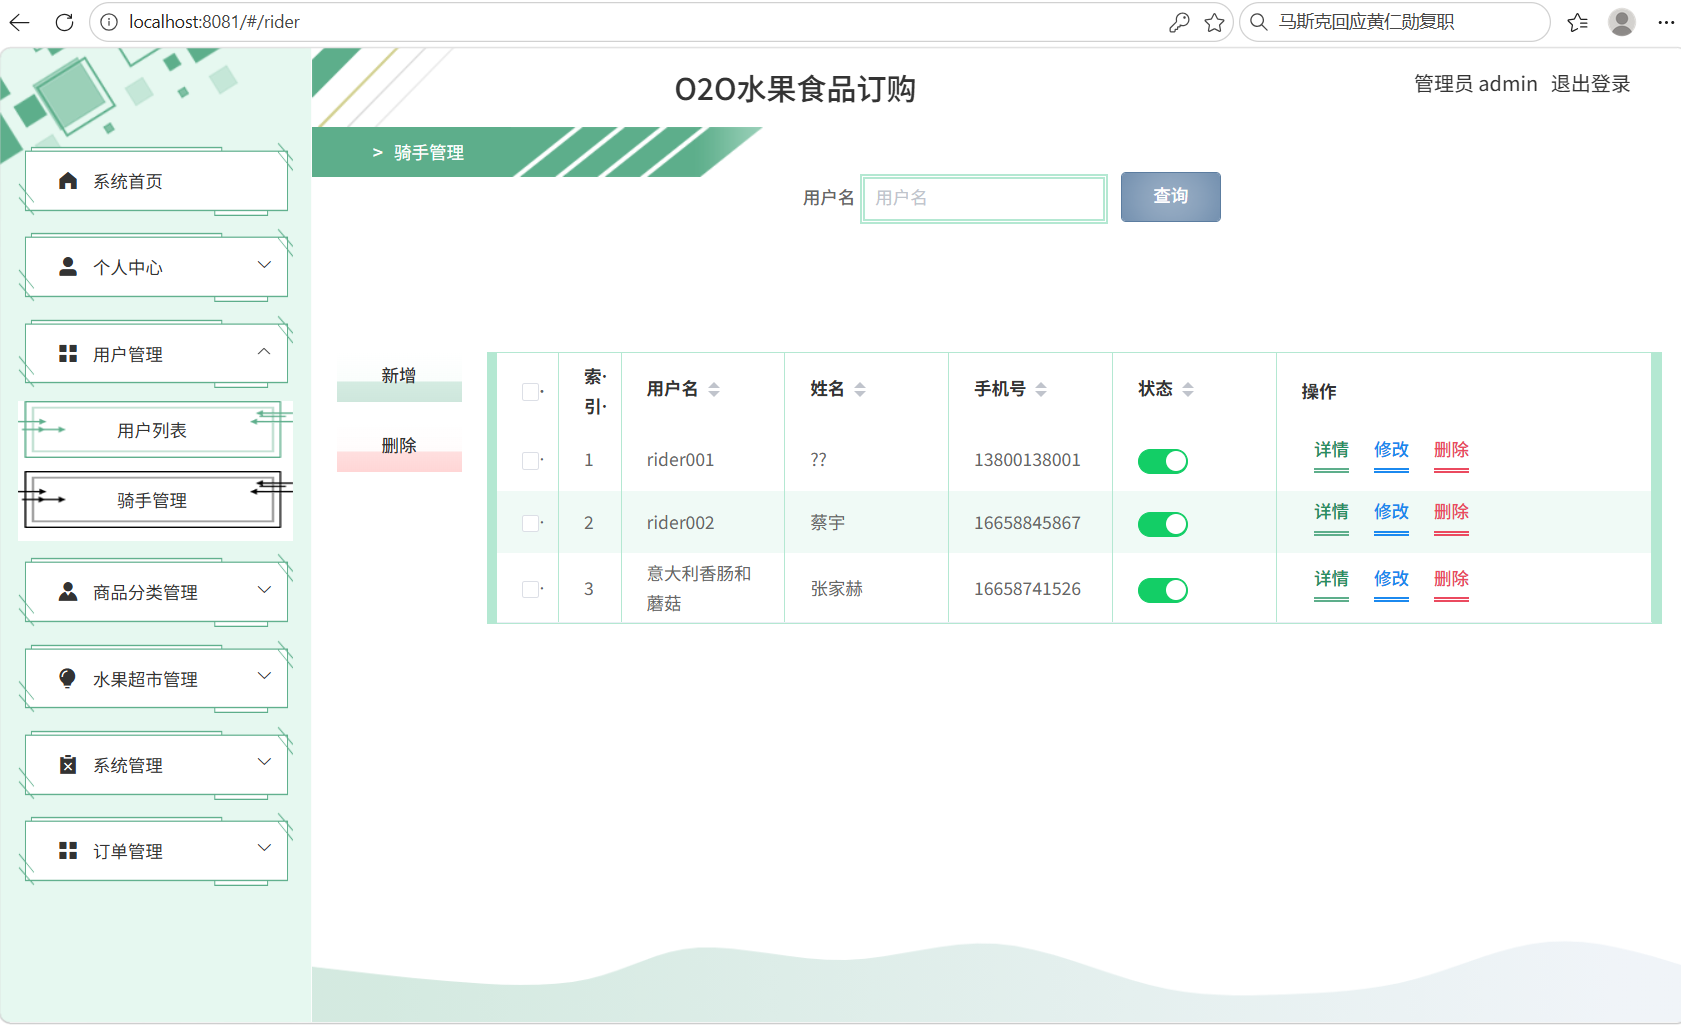 localhost:8081/#/rider
马斯克回应黄仁勋复职
O2O水果食品订购
管理员 admin 退出登录
> 骑手管理
系统首页
个人中心
用户管理
用户列表
骑手管理
商品分类管理
水果超市管理
系统管理
订单管理
用户名 用户名 查询
新增
删除
索·
引· 用户名 姓名 手机号 状态 操作
1 rider001 ?? 13800138001 详情 修改 删除
2 rider002 蔡宇 16658845867 详情 修改 删除
3 意大利香肠和 张家赫 16658741526 详情 修改 删除
蘑菇